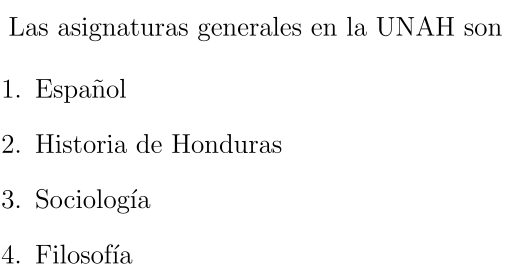 Las asignaturas generales en la UNAH son
1. Español
2. Historia de Honduras
3. Sociología
4. Filosofía